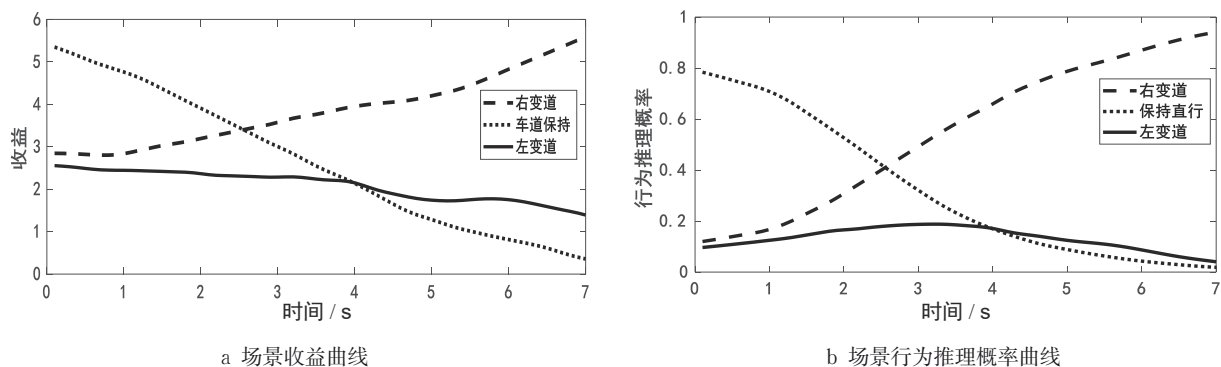 6
5
4
3
2
1
0
收益
右变道
车道保持
左变道
0 1 2 3 4 5 6 7
时间 / s
a 场景收益曲线
1
0.8
0.6
0.4
0.2
0
行为推理概率
右变道
保持直行
左变道
0 1 2 3 4 5 6 7
时间 / s
b 场景行为推理概率曲线